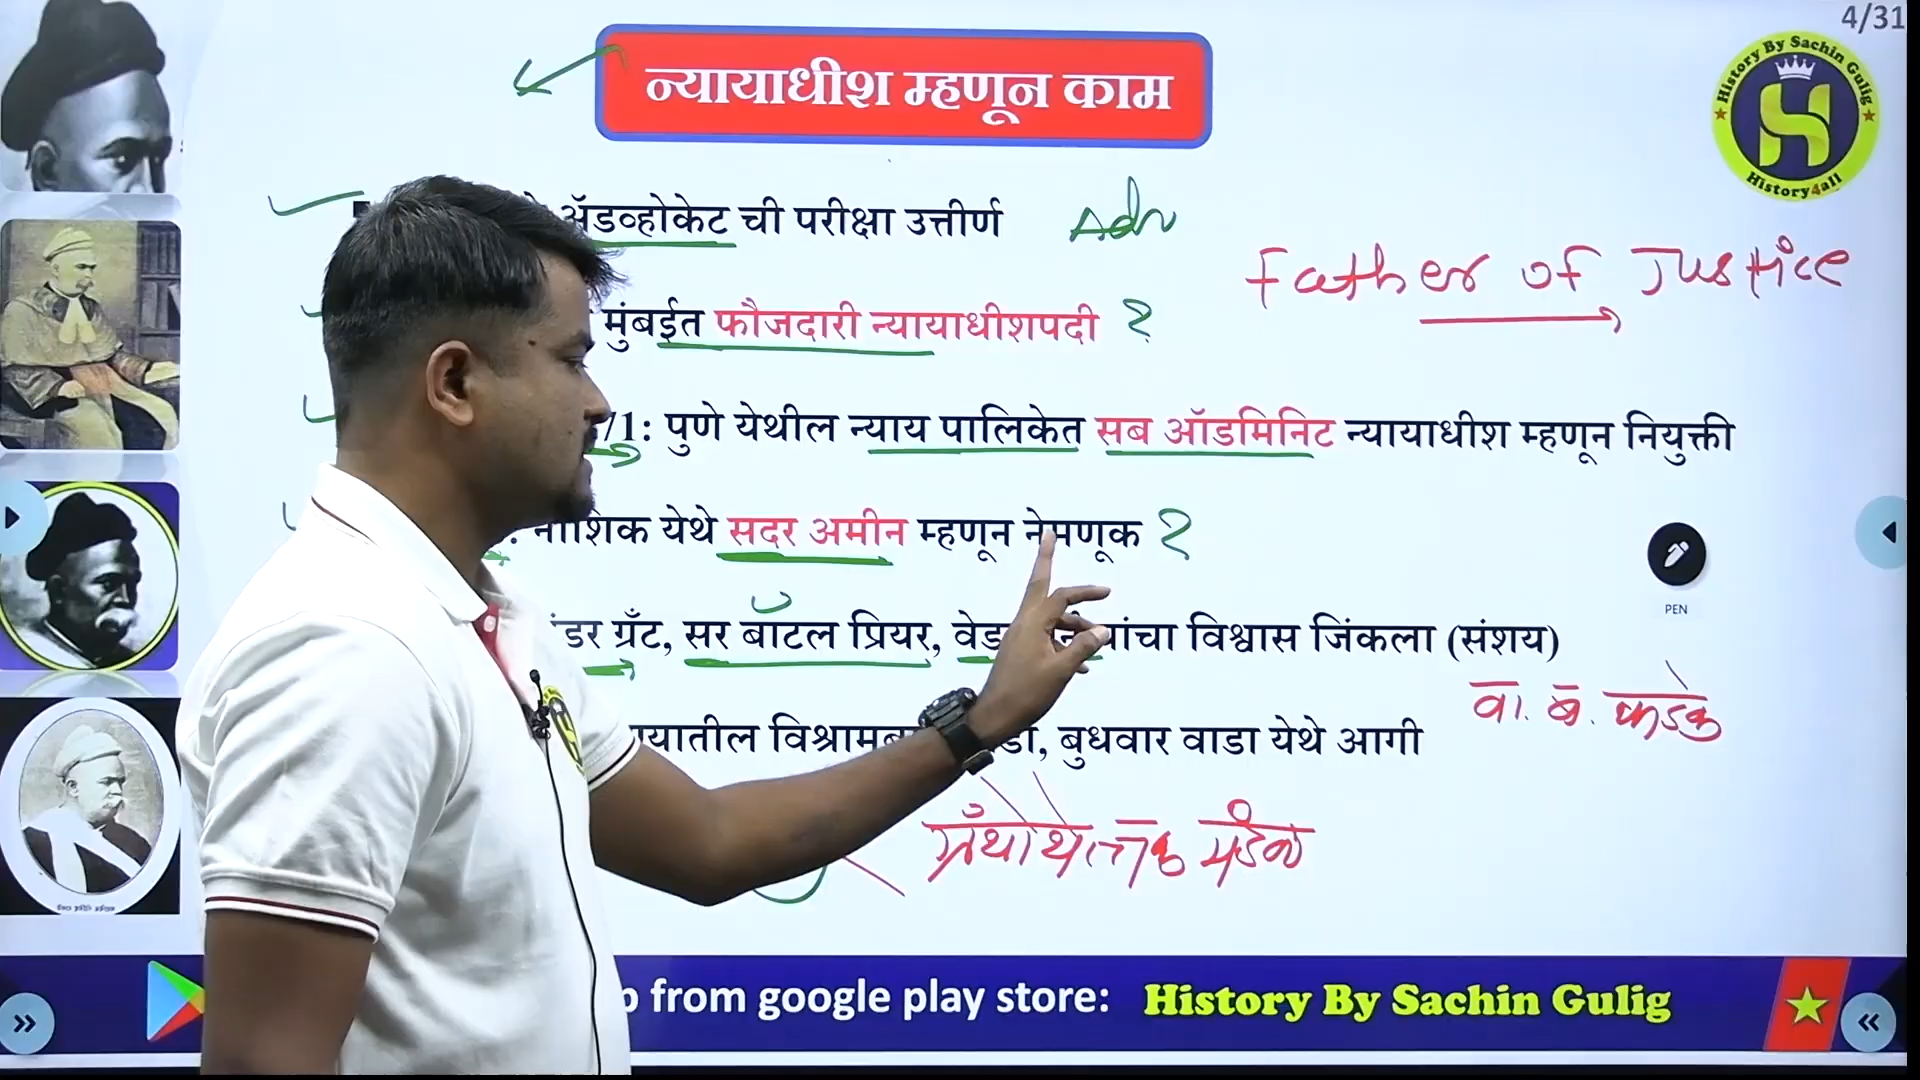 4/31
न्यायाधीश म्हणून काम
History By Sachin Gulig
History4all
ॲडव्होकेट ची परीक्षा उत्तीर्ण Adv
Father of Justice
मुंबईत फौजदारी न्यायाधीशपदी ?
/1: पुणे येथील न्याय पालिकेत सब ऑडमिनिट न्यायाधीश म्हणून नियुक्ती
नाशिक येथे सदर अमीन म्हणून नेमणूक ?
PEN
ग्रँट, सर बाटल प्रियर, यांचा विश्वास जिंकला (संशय)
वा. ब. फडके
विश्रामबा डा, बुधवार वाडा येथे आगी
मंडळ
from google play store: History By Sachin Gulig